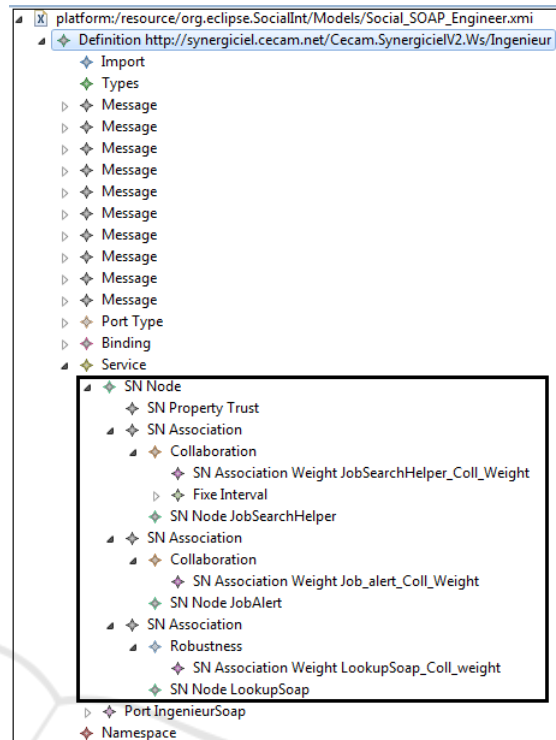 platform:/resource/org.eclipse.SocialInt/Models/Social_SOAP_Engineer.xmi
Definition http://synergiciel.cecam.net/Cecam.SynergicielV2.Ws/Ingenieur
Import
Types
Message
Message
Message
Message
Message
Message
Message
Message
Message
Message
Port Type
Binding
Service
SN Node
SN Property Trust
SN Association
Collaboration
SN Association Weight JobSearchHelper_Coll_Weight
Fixe Interval
SN Node JobSearchHelper
SN Association
Collaboration
SN Association Weight Job_alert_Coll_Weight
SN Node JobAlert
SN Association
Robustness
SN Association Weight LookupSoap_Coll_weight
SN Node LookupSoap
Port IngenieurSoap
Namespace